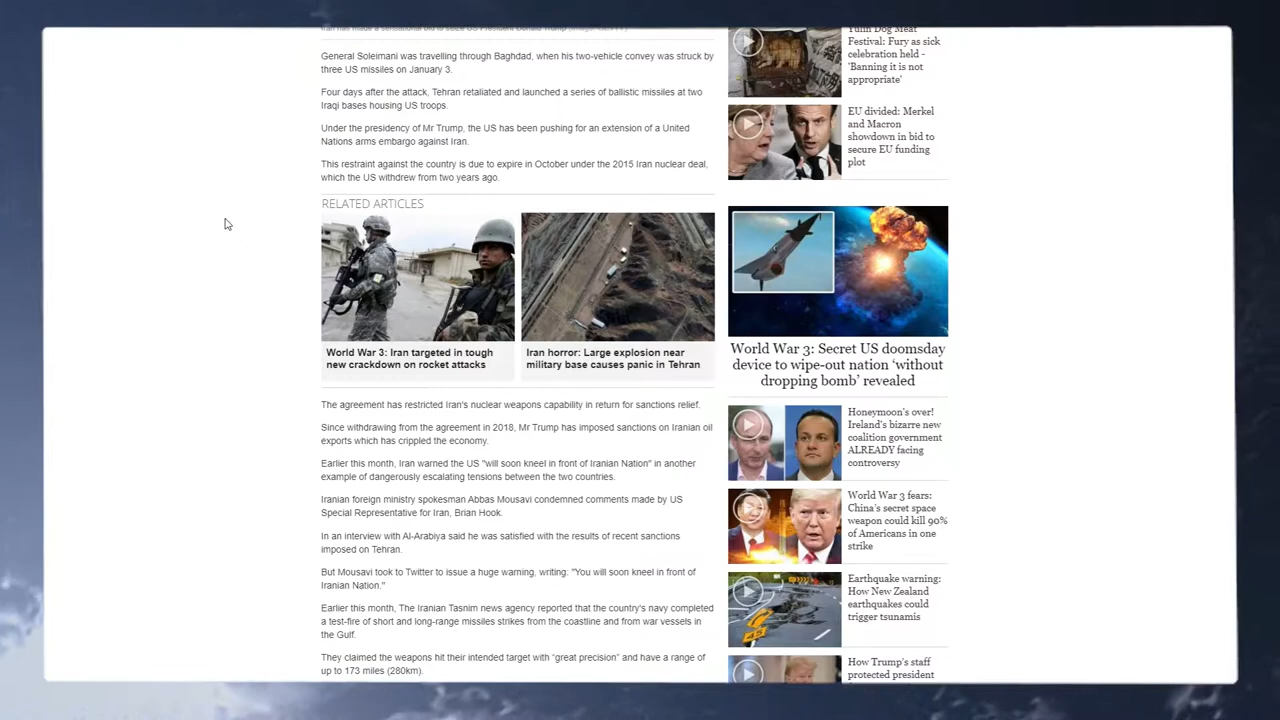 Iran has made a sensational bid to seize US President Donald Trump
General Soleimani was travelling through Baghdad, when his two-vehicle convey was struck by
three US missiles on January 3.
Four days after the attack, Tehran retaliated and launched a series of ballistic missiles at two
Iraqi bases housing US troops.
Under the presidency of Mr Trump, the US has been pushing for an extension of a United
Nations arms embargo against Iran.
This restraint against the country is due to expire in October under the 2015 Iran nuclear deal,
which the US withdrew from two years ago.
RELATED ARTICLES
World War 3: Iran targeted in tough
new crackdown on rocket attacks
Iran horror: Large explosion near
military base causes panic in Tehran
The agreement has restricted Iran's nuclear weapons capability in return for sanctions relief.
Since withdrawing from the agreement in 2018, Mr Trump has imposed sanctions on Iranian oil
exports which has crippled the economy.
Earlier this month, Iran warned the US "will soon kneel in front of Iranian Nation" in another
example of dangerously escalating tensions between the two countries.
Iranian foreign ministry spokesman Abbas Mousavi condemned comments made by US
Special Representative for Iran, Brian Hook.
In an interview with Al-Arabiya said he was satisfied with the results of recent sanctions
imposed on Tehran.
But Mousavi took to Twitter to issue a huge warning, writing: "You will soon kneel in front of
Iranian Nation."
Earlier this month, The Iranian Tasnim news agency reported that the country's navy completed
a test-fire of short and long-range missiles strikes from the coastline and from war vessels in
the Gulf.
They claimed the weapons hit their intended target with “great precision” and have a range of
up to 173 miles (280km).
Yulin Dog Meat
Festival: Fury as sick
celebration held -
'Banning it is not
appropriate'
EU divided: Merkel
and Macron
showdown in bid to
secure EU funding
plot
World War 3: Secret US doomsday
device to wipe-out nation ‘without
dropping bomb’ revealed
Honeymoon’s over!
Ireland’s bizarre new
coalition government
ALREADY facing
controversy
World War 3 fears:
China’s secret space
weapon could kill 90%
of Americans in one
strike
Earthquake warning:
How New Zealand
earthquakes could
trigger tsunamis
How Trump’s staff
protected president